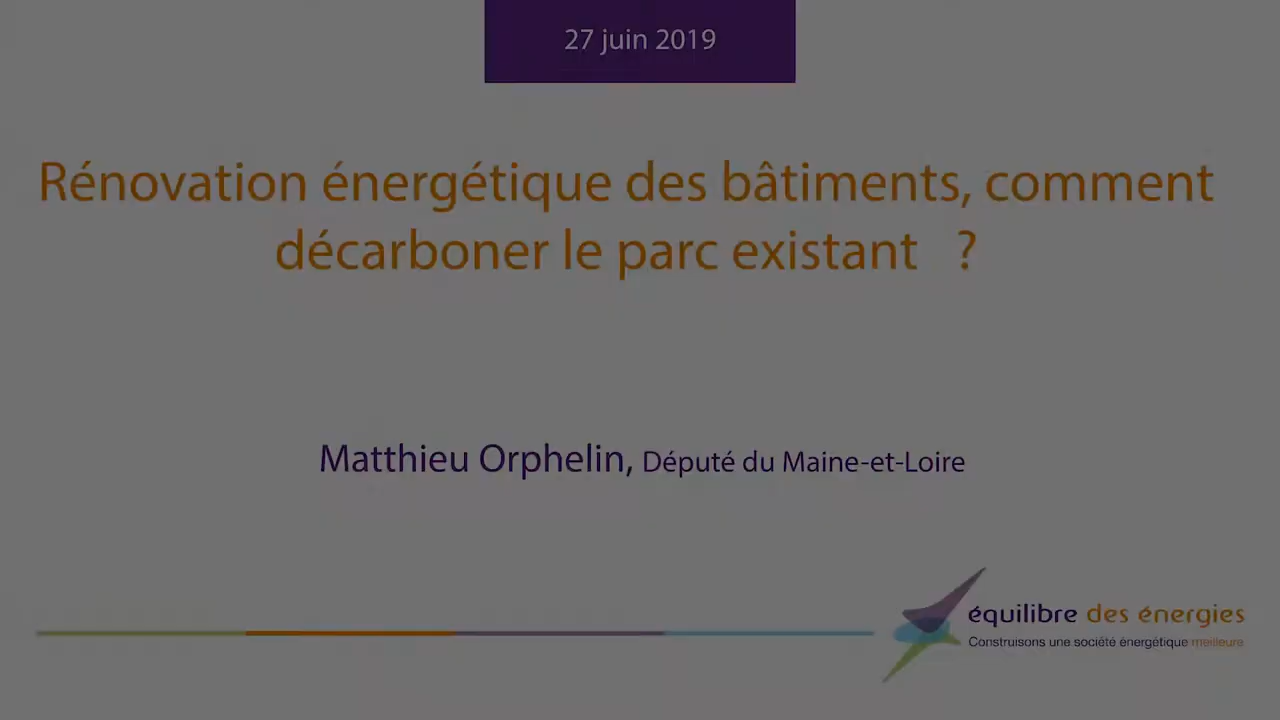 27 juin 2019
Rénovation énergétique des bâtiments, comment
décarboner le parc existant ?
Matthieu Orphelin, Député du Maine-et-Loire
équilibre des énergies
Construisons une société énergétique meilleure